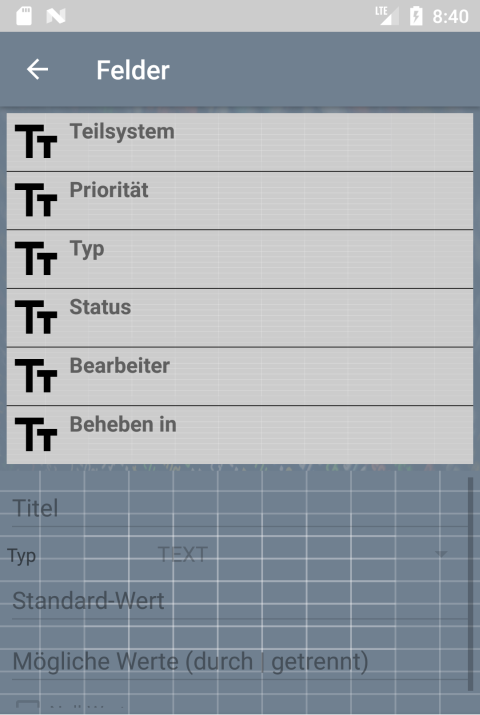 LTE 8:40
Felder
Teilsystem
Priorität
Typ
Status
Bearbeiter
Beheben in
Titel
Typ TEXT
Standard-Wert
Mögliche Werte (durch | getrennt)